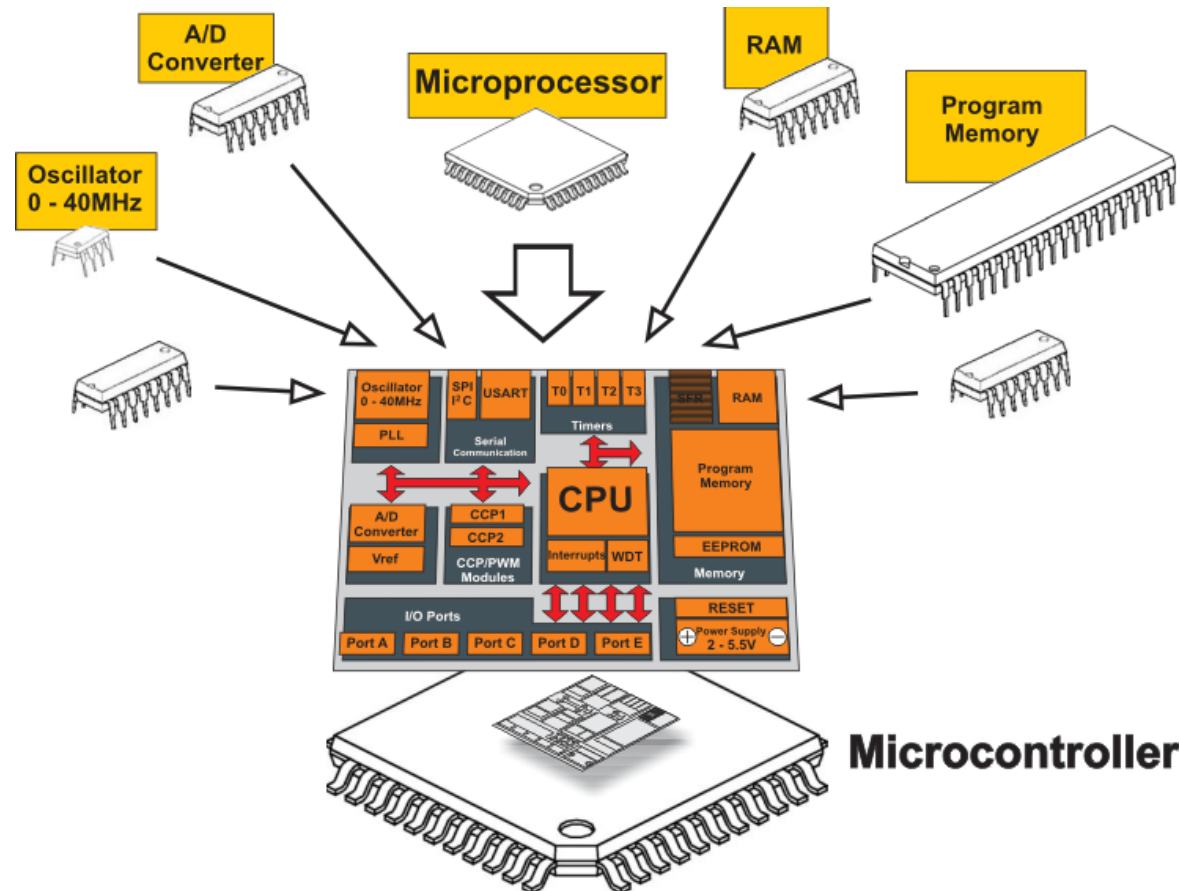 A/D
Converter
Microprocessor
RAM
Program
Memory
Oscillator
0 - 40MHz
Oscillator
0 - 40MHz
PLL
SPI
I²C
USART
Serial
Communication
T0
T1
T2
T3
Timers
SFR
RAM
Program
Memory
EEPROM
Memory
A/D
Converter
Vref
CCP1
CCP2
CCP/PWM
Modules
CPU
Interrupts
WDT
I/O Ports
Port A
Port B
Port C
Port D
Port E
RESET
+ Power Supply −
2 - 5.5V
Microcontroller